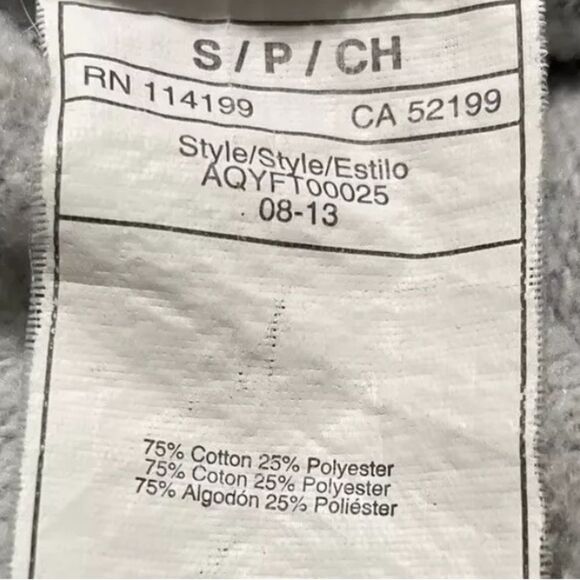 S / P / CH
RN 114199 CA 52199
Style/Style/Estilo
AQYFT00025
08-13
75% Cotton 25% Polyester
75% Coton 25% Polyester
75% Algodón 25% Poliéster